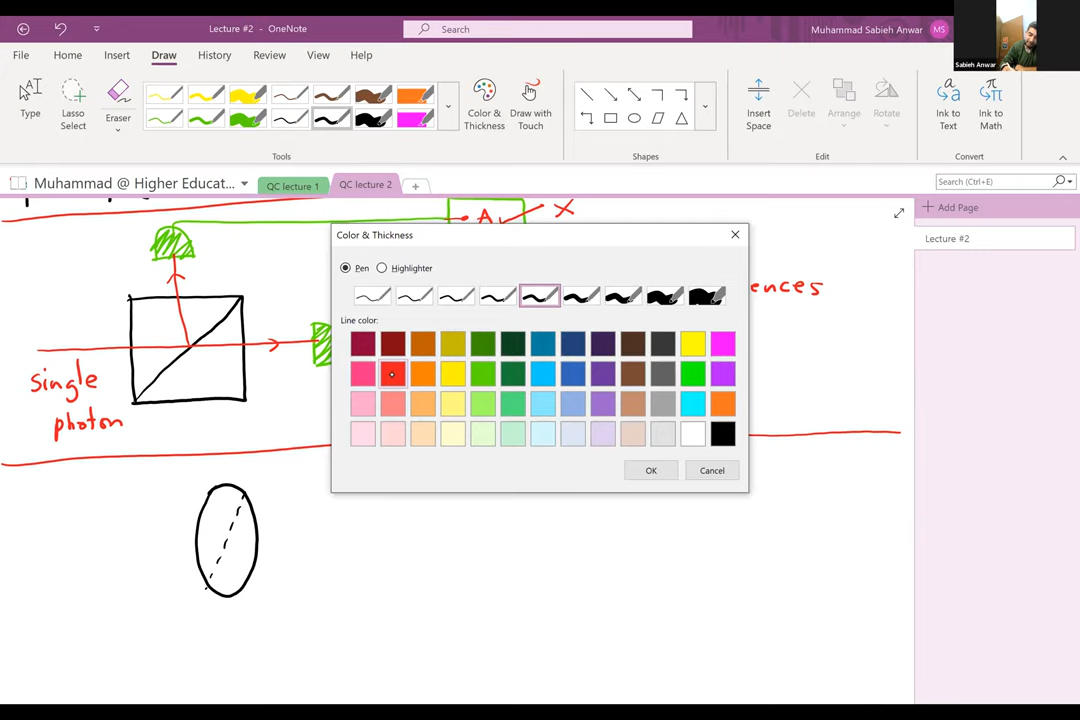 Lecture #2 - OneNote
Search
Muhammad Sabieh Anwar
MS
Sabieh Anwar
File
Home
Insert
Draw
History
Review
View
Help
Type
Lasso Select
Eraser
Color & Thickness
Draw with Touch
Insert Space
Delete
Arrange
Rotate
Ink to Text
Ink to Math
Tools
Shapes
Edit
Convert
Muhammad @ Higher Educat...
QC lecture 1
QC lecture 2
Search (Ctrl+E)
Add Page
Lecture #2
A
X
Color & Thickness
Pen
Highlighter
ences
Line color:
single
photon
OK
Cancel